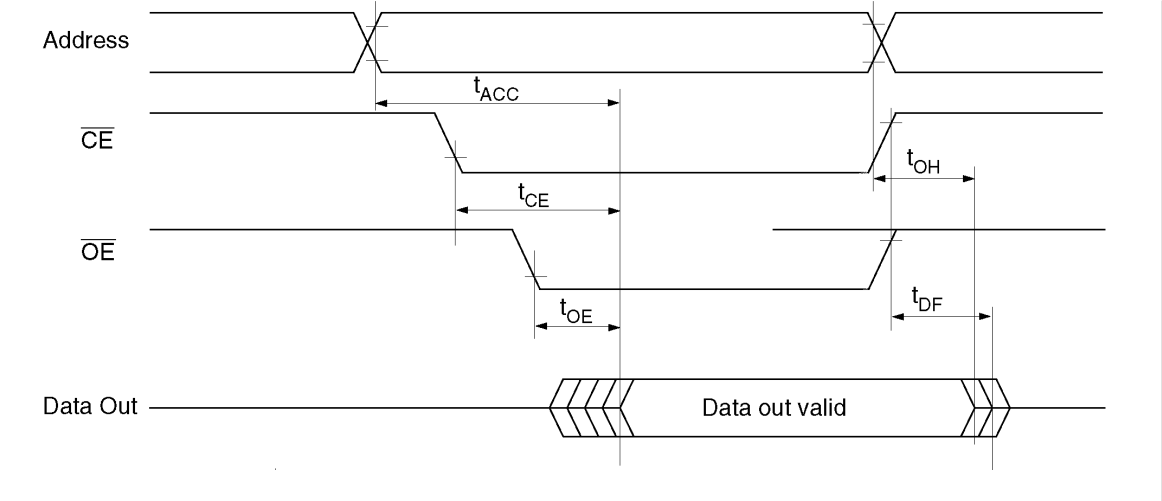 Address
tACC
CE
tOH
tCE
OE
tDF
tOE
Data Out
Data out valid